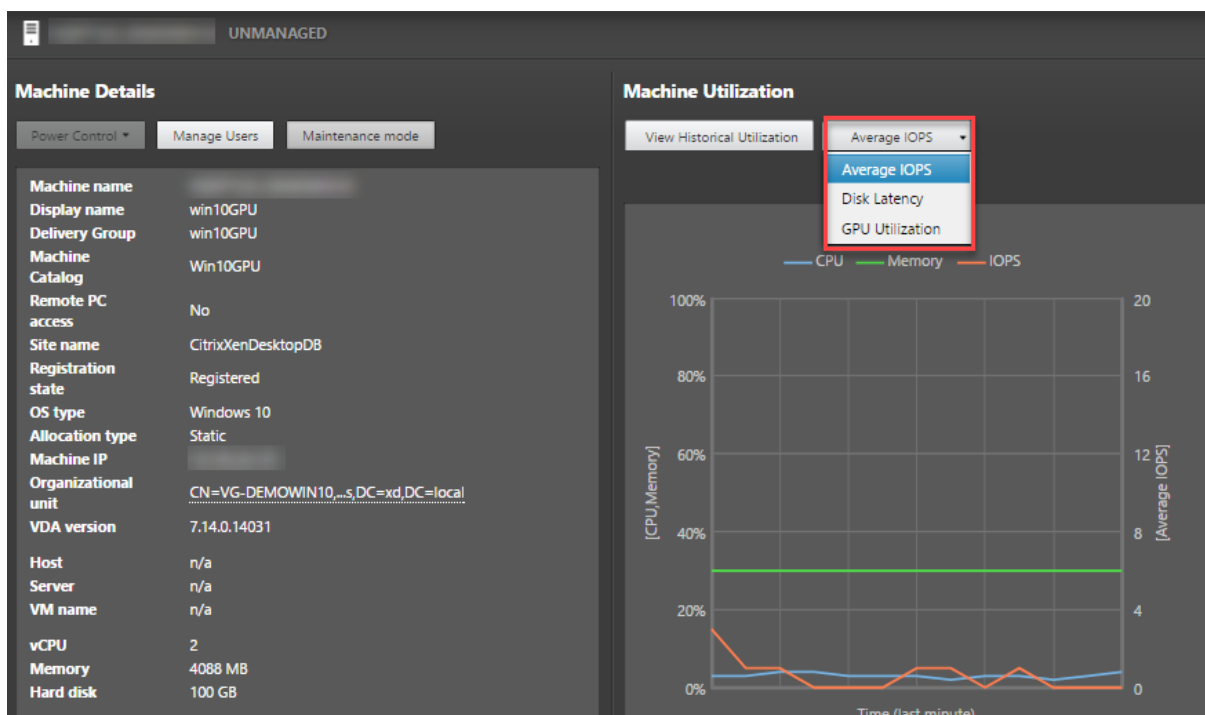 UNMANAGED
Machine Details
Power Control
Manage Users
Maintenance mode
Machine name
Display name win10GPU
Delivery Group win10GPU
Machine
Catalog
Win10GPU
Remote PC
access
No
Site name CitrixXenDesktopDB
Registration
state
Registered
OS type Windows 10
Allocation type Static
Machine IP
Organizational
unit
CN=VG-DEMOWIN10,...s,DC=xd,DC=local
VDA version 7.14.0.14031
Host n/a
Server n/a
VM name n/a
vCPU 2
Memory 4088 MB
Hard disk 100 GB
Machine Utilization
View Historical Utilization
Average IOPS
Average IOPS
Disk Latency
GPU Utilization
CPU Memory IOPS
100% 20
80% 16
60% 12
40% 8
20% 4
0% 0
[CPU,Memory]
[Average IOPS]
Time (last minute)